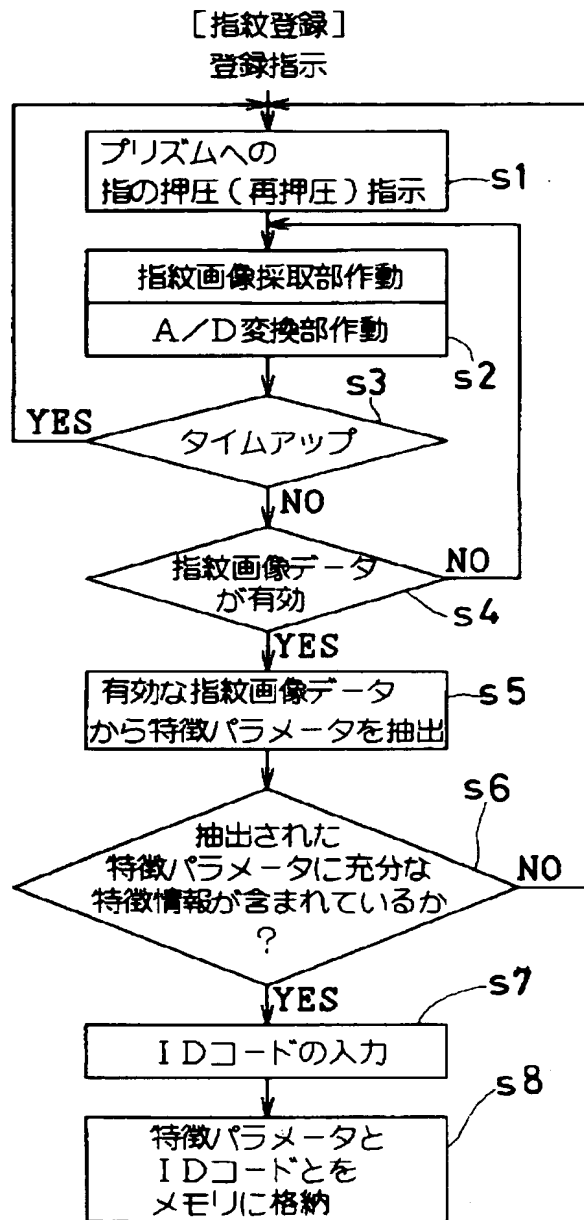 ［指紋登録］
登録指示
プリズムへの
指の押圧（再押圧）指示
s1
指紋画像採取部作動
A／D変換部作動
s2
s3
YES
タイムアップ
NO
指紋画像データ
が有効
NO
s4
YES
有効な指紋画像データ
から特徴パラメータを抽出
s5
s6
抽出された
特徴パラメータに充分な
特徴情報が含まれているか
？
NO
YES
s7
IDコードの入力
s8
特徴パラメータと
IDコードとを
メモリに格納